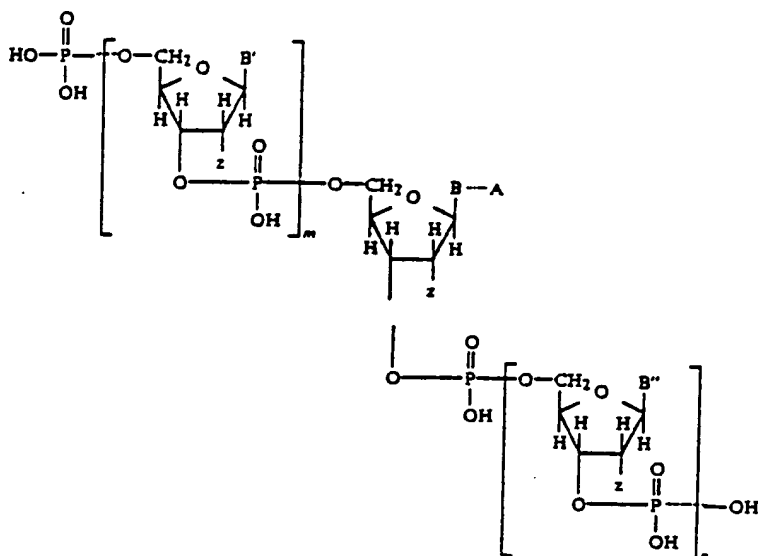 O
HO—P—O—CH₂ O B'
OH H H H H
z
O
O—P—O—CH₂ O B—A
OH m
H H H H
z
O
O—P—O—CH₂ O B''
OH H H H H
z
O
O—P—OH
OH